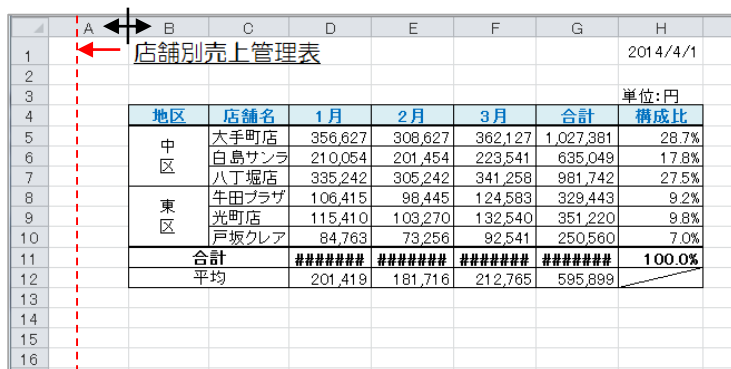 A B C D E F G H
1 店舗別売上管理表 2014/4/1
2
3 単位:円
4 地区 店舗名 1月 2月 3月 合計 構成比
5 中区 大手町店 356,627 308,627 362,127 1,027,381 28.7%
6 白島サンラ 210,054 201,454 223,541 635,049 17.8%
7 八丁堀店 335,242 305,242 341,258 981,742 27.5%
8 東区 牛田プラザ 106,415 98,445 124,583 329,443 9.2%
9 光町店 115,410 103,270 132,540 351,220 9.8%
10 戸坂クレア 84,763 73,256 92,541 250,560 7.0%
11 合計 ####### ####### ####### ####### 100.0%
12 平均 201,419 181,716 212,765 595,899
13
14
15
16